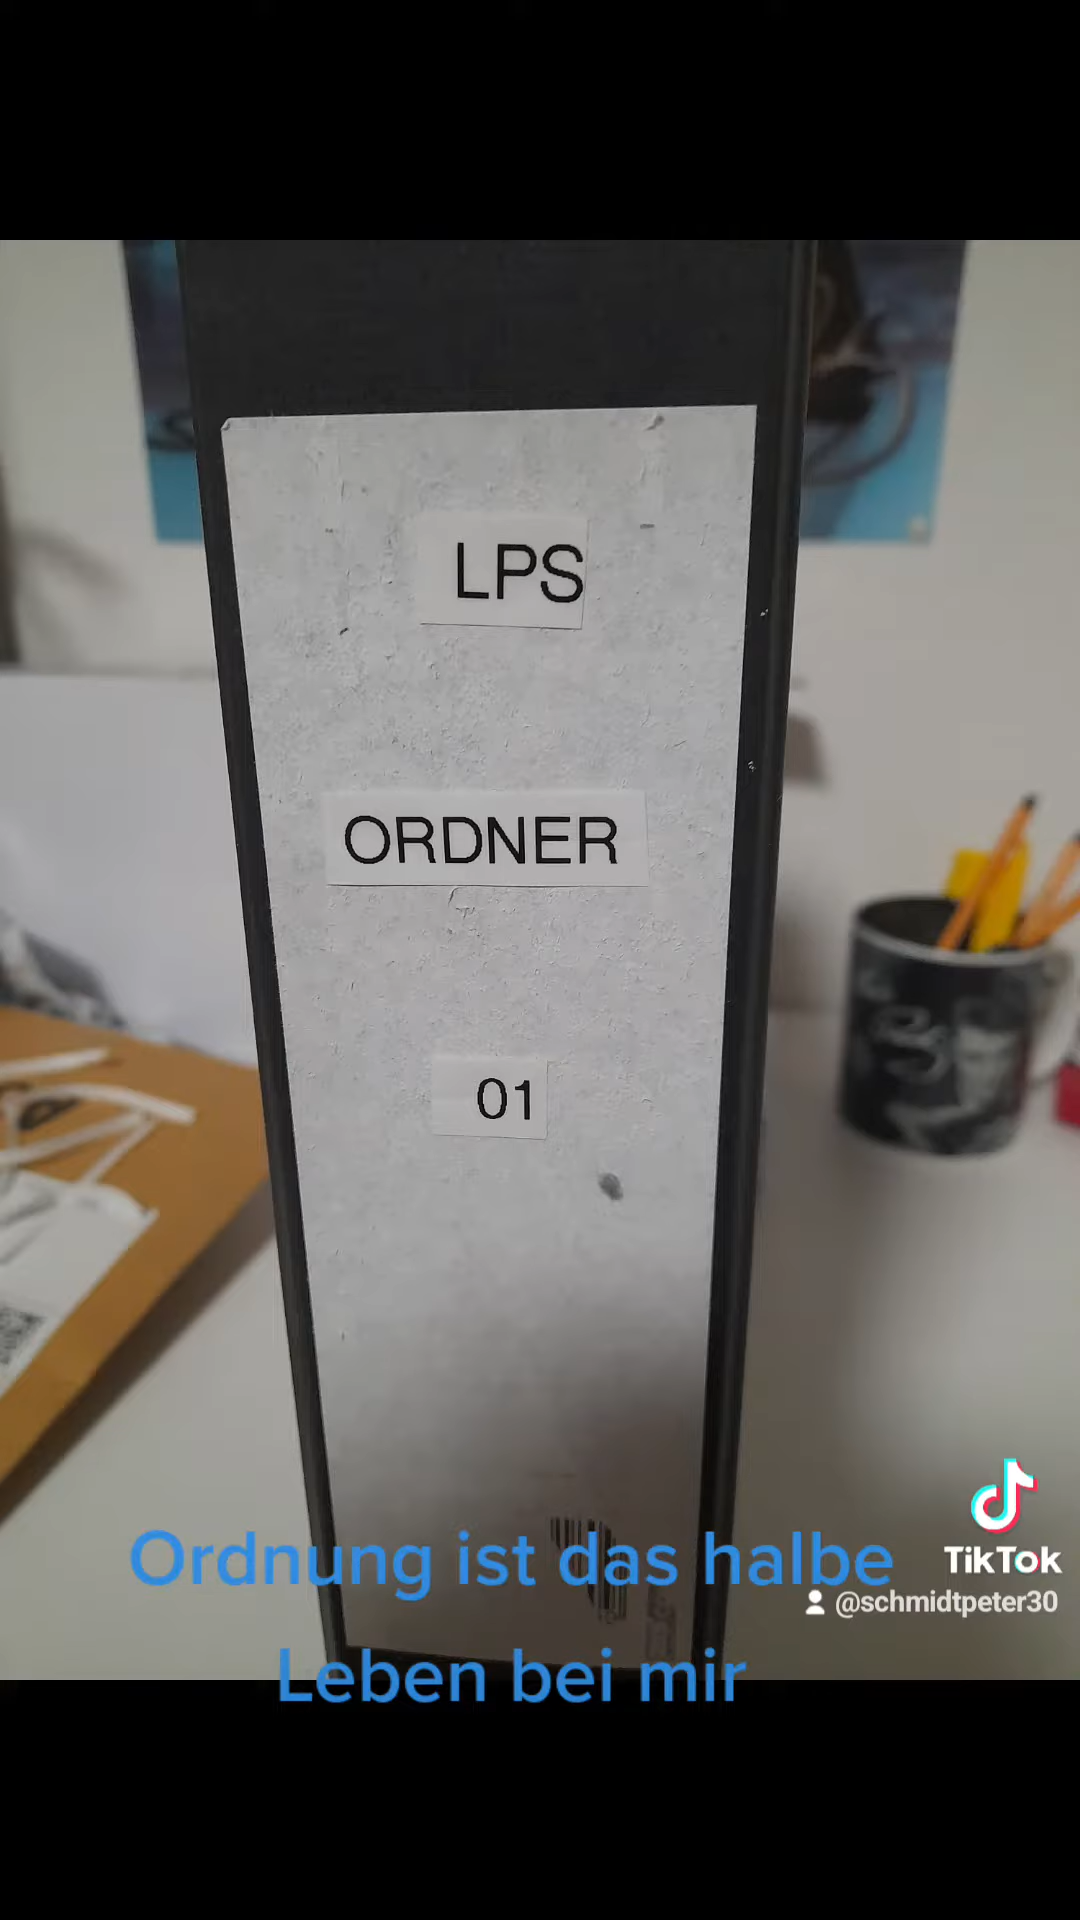 LPS
ORDNER
01
Ordnung ist das halbe
Leben bei mir
TikTok
@schmidtpeter30